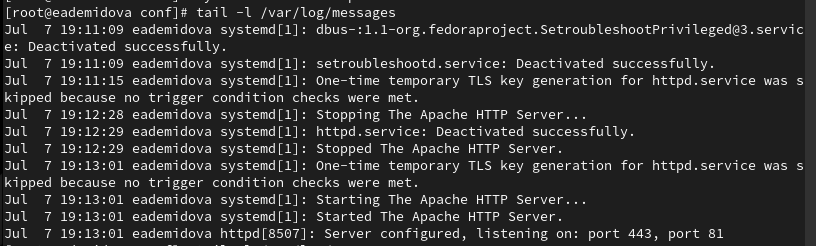 [root@eademidova conf]# tail -l /var/log/messages
Jul  7 19:11:09 eademidova systemd[1]: dbus-:1.1-org.fedoraproject.SetroubleshootPrivileged@3.servic
e: Deactivated successfully.
Jul  7 19:11:09 eademidova systemd[1]: setroubleshootd.service: Deactivated successfully.
Jul  7 19:11:15 eademidova systemd[1]: One-time temporary TLS key generation for httpd.service was s
kipped because no trigger condition checks were met.
Jul  7 19:12:28 eademidova systemd[1]: Stopping The Apache HTTP Server...
Jul  7 19:12:29 eademidova systemd[1]: httpd.service: Deactivated successfully.
Jul  7 19:12:29 eademidova systemd[1]: Stopped The Apache HTTP Server.
Jul  7 19:13:01 eademidova systemd[1]: One-time temporary TLS key generation for httpd.service was s
kipped because no trigger condition checks were met.
Jul  7 19:13:01 eademidova systemd[1]: Starting The Apache HTTP Server...
Jul  7 19:13:01 eademidova systemd[1]: Started The Apache HTTP Server.
Jul  7 19:13:01 eademidova httpd[8507]: Server configured, listening on: port 443, port 81